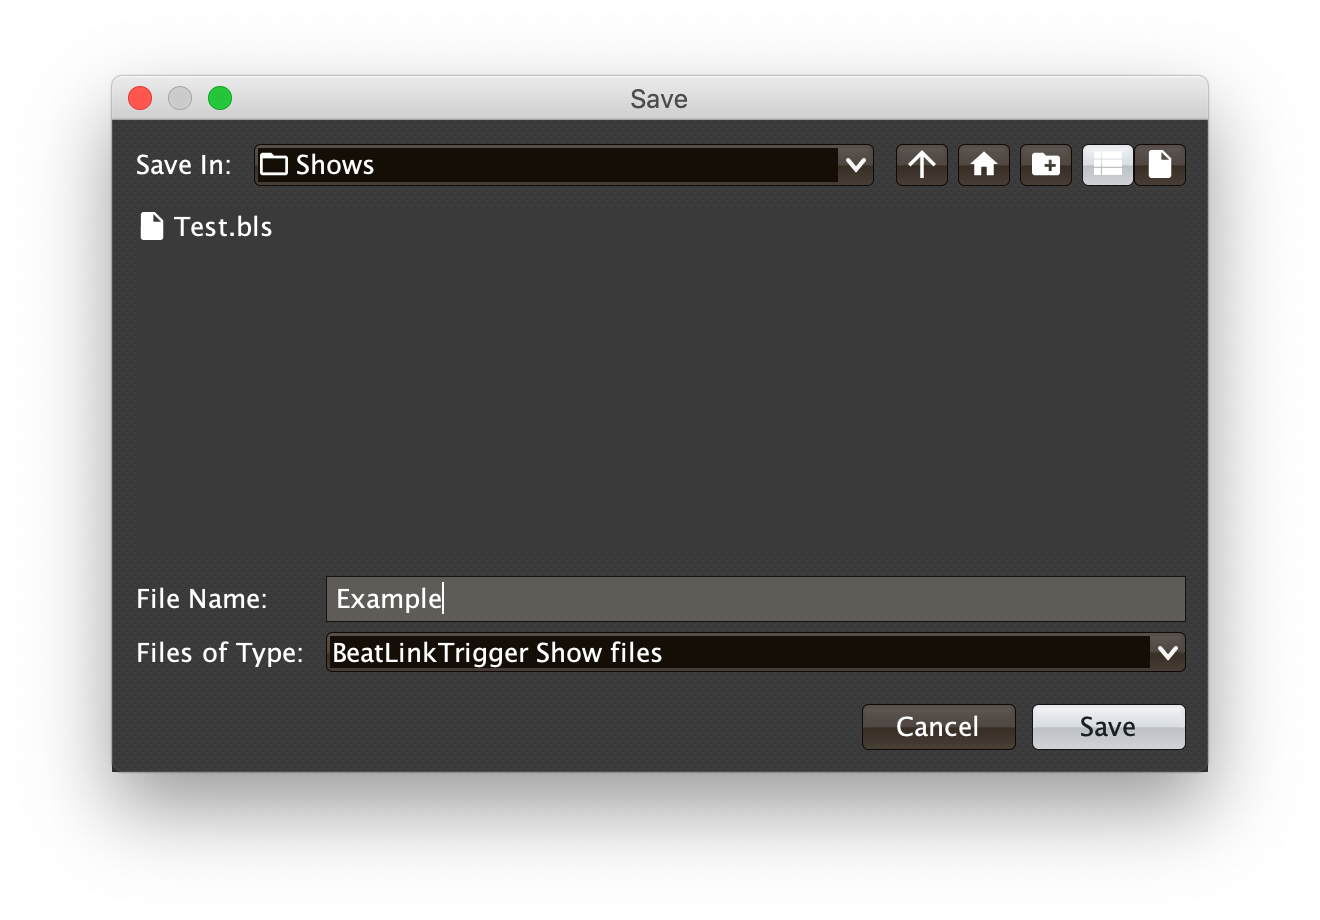 Save
Save In: Shows
Test.bls
File Name: Example
Files of Type: BeatLinkTrigger Show files
Cancel Save